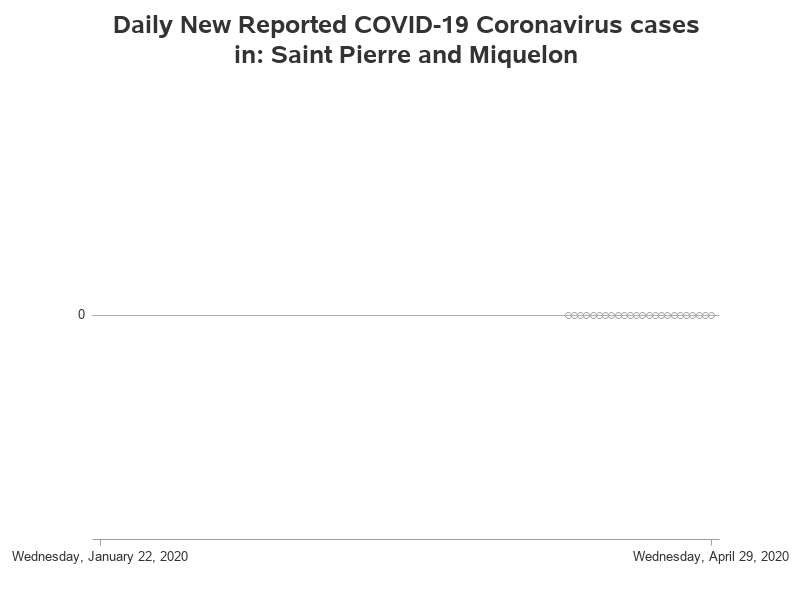 Daily New Reported COVID-19 Coronavirus cases
in: Saint Pierre and Miquelon
0
Wednesday, January 22, 2020
Wednesday, April 29, 2020